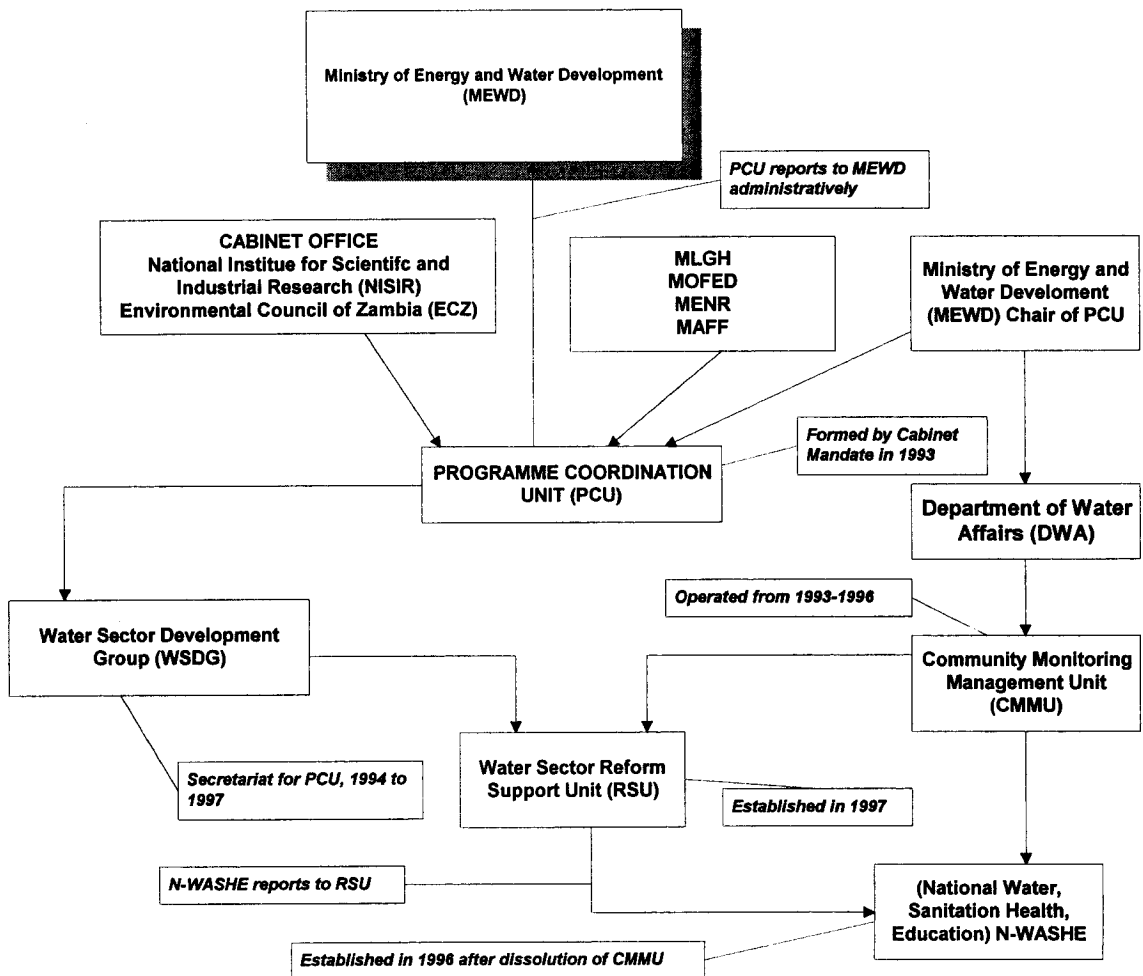 Ministry of Energy and Water Development
(MEWD)
PCU reports to MEWD
administratively
CABINET OFFICE
National Institue for Scientifc and
Industrial Research (NISIR)
Environmental Council of Zambia (ECZ)
MLGH
MOFED
MENR
MAFF
Ministry of Energy and
Water Develoment
(MEWD) Chair of PCU
Formed by Cabinet
Mandate in 1993
PROGRAMME COORDINATION
UNIT (PCU)
Department of Water
Affairs (DWA)
Operated from 1993-1996
Water Sector Development
Group (WSDG)
Community Monitoring
Management Unit
(CMMU)
Secretariat for PCU, 1994 to
1997
Water Sector Reform
Support Unit (RSU)
Established in 1997
N-WASHE reports to RSU
(National Water,
Sanitation Health,
Education) N-WASHE
Established in 1996 after dissolution of CMMU